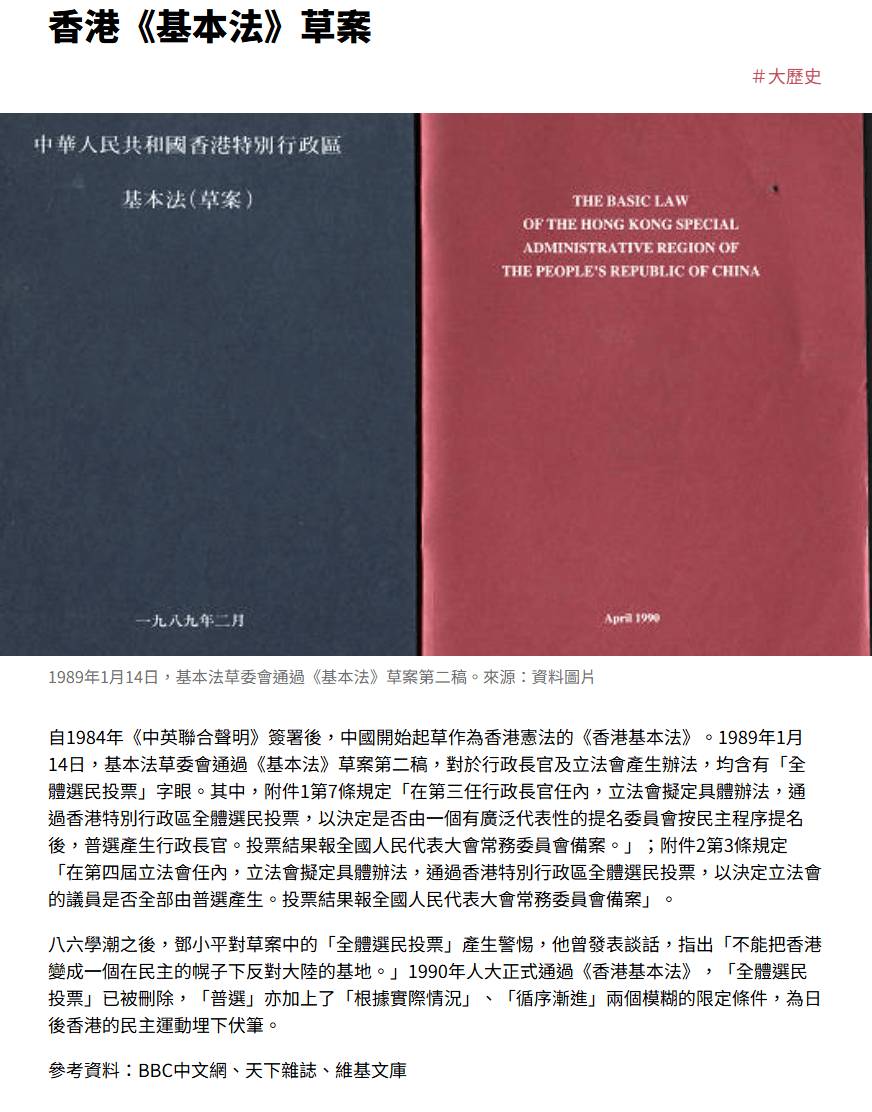 香港《基本法》草案
＃大歷史
中華人民共和國香港特別行政區
基本法（草案）
一九八九年二月
THE BASIC LAW
OF THE HONG KONG SPECIAL
ADMINISTRATIVE REGION OF
THE PEOPLE'S REPUBLIC OF CHINA
April 1990
1989年1月14日，基本法草委會通過《基本法》草案第二稿。來源：資料圖片
自1984年《中英聯合聲明》簽署後，中國開始起草作為香港憲法的《香港基本法》。1989年1月
14日，基本法草委會通過《基本法》草案第二稿，對於行政長官及立法會產生辦法，均含有「全
體選民投票」字眼。其中，附件1第7條規定「在第三任行政長官任內，立法會擬定具體辦法，通
過香港特別行政區全體選民投票，以決定是否由一個有廣泛代表性的提名委員會按民主程序提名
後，普選產生行政長官。投票結果報全國人民代表大會常務委員會備案。」；附件2第3條規定
「在第四屆立法會任內，立法會擬定具體辦法，通過香港特別行政區全體選民投票，以決定立法會
的議員是否全部由普選產生。投票結果報全國人民代表大會常務委員會備案」。
八六學潮之後，鄧小平對草案中的「全體選民投票」產生警惕，他曾發表談話，指出「不能把香港
變成一個在民主的幌子下反對大陸的基地。」1990年人大正式通過《香港基本法》，「全體選民
投票」已被刪除，「普選」亦加上了「根據實際情況」、「循序漸進」兩個模糊的限定條件，為日
後香港的民主運動埋下伏筆。
參考資料：BBC中文網、天下雜誌、維基文庫